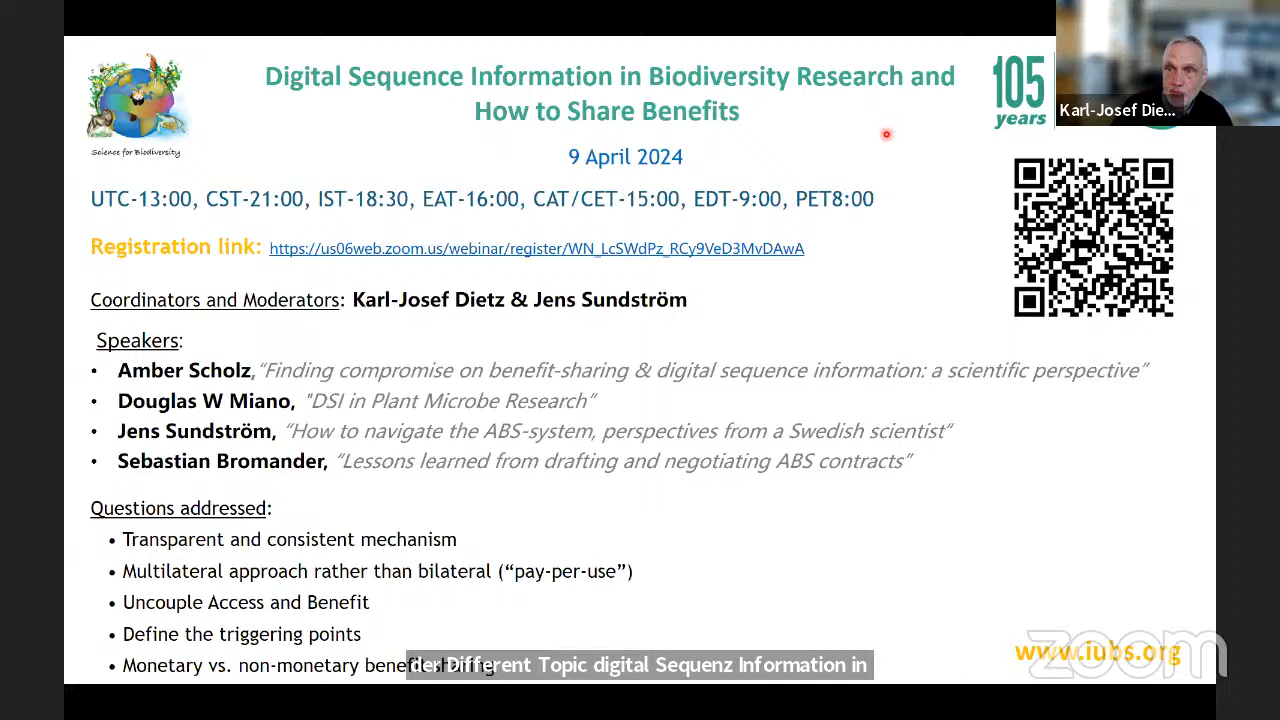 Digital Sequence Information in Biodiversity Research and
How to Share Benefits
105
years
Karl-Josef Die...
Science for Biodiversity
9 April 2024
UTC-13:00, CST-21:00, IST-18:30, EAT-16:00, CAT/CET-15:00, EDT-9:00, PET8:00
Registration link: https://us06web.zoom.us/webinar/register/WN_LcSWdPz_RCy9VeD3MvDAwA
Coordinators and Moderators: Karl-Josef Dietz & Jens Sundström
Speakers:
• Amber Scholz, “Finding compromise on benefit-sharing & digital sequence information: a scientific perspective”
• Douglas W Miano, "DSI in Plant Microbe Research”
• Jens Sundström, “How to navigate the ABS-system, perspectives from a Swedish scientist”
• Sebastian Bromander, “Lessons learned from drafting and negotiating ABS contracts”
Questions addressed:
• Transparent and consistent mechanism
• Multilateral approach rather than bilateral (“pay-per-use”)
• Uncouple Access and Benefit
• Define the triggering points
• Monetary vs. non-monetary benefit
der Different Topic digital Sequenz Information in
www.iubs.org
zoom